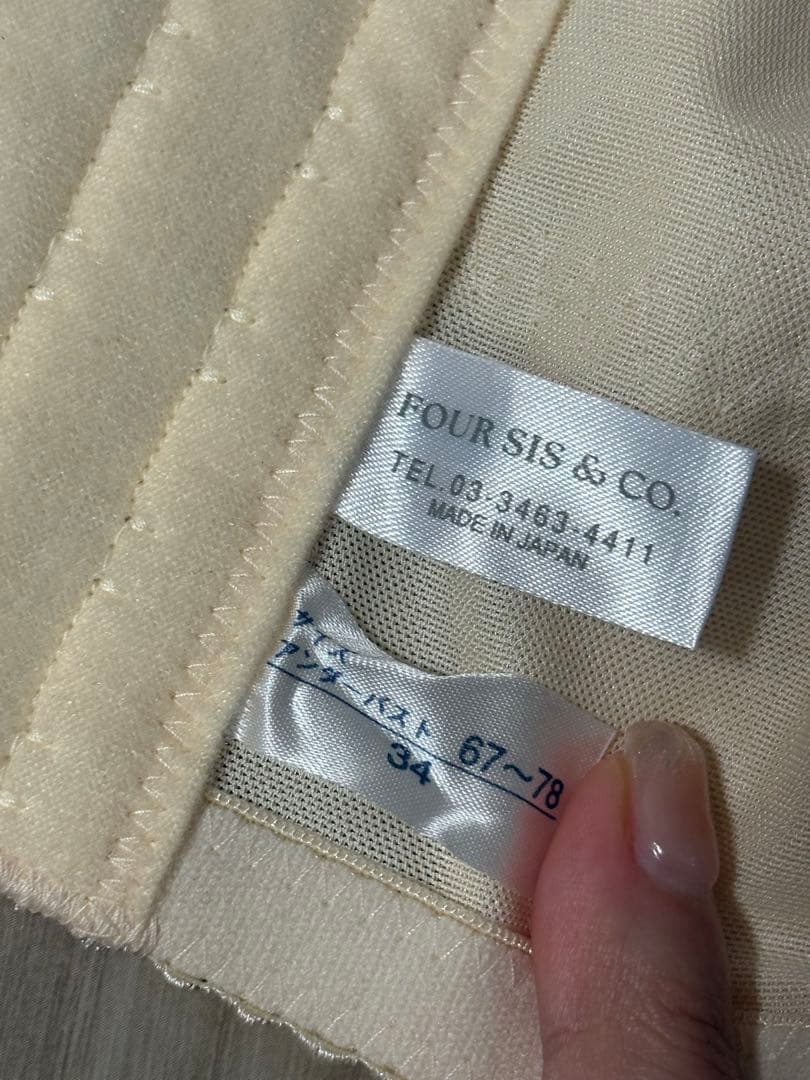 FOUR SIS & CO.
TEL.03-3463-4411
MADE IN JAPAN
サイズ
アンダーバスト 67～78
34